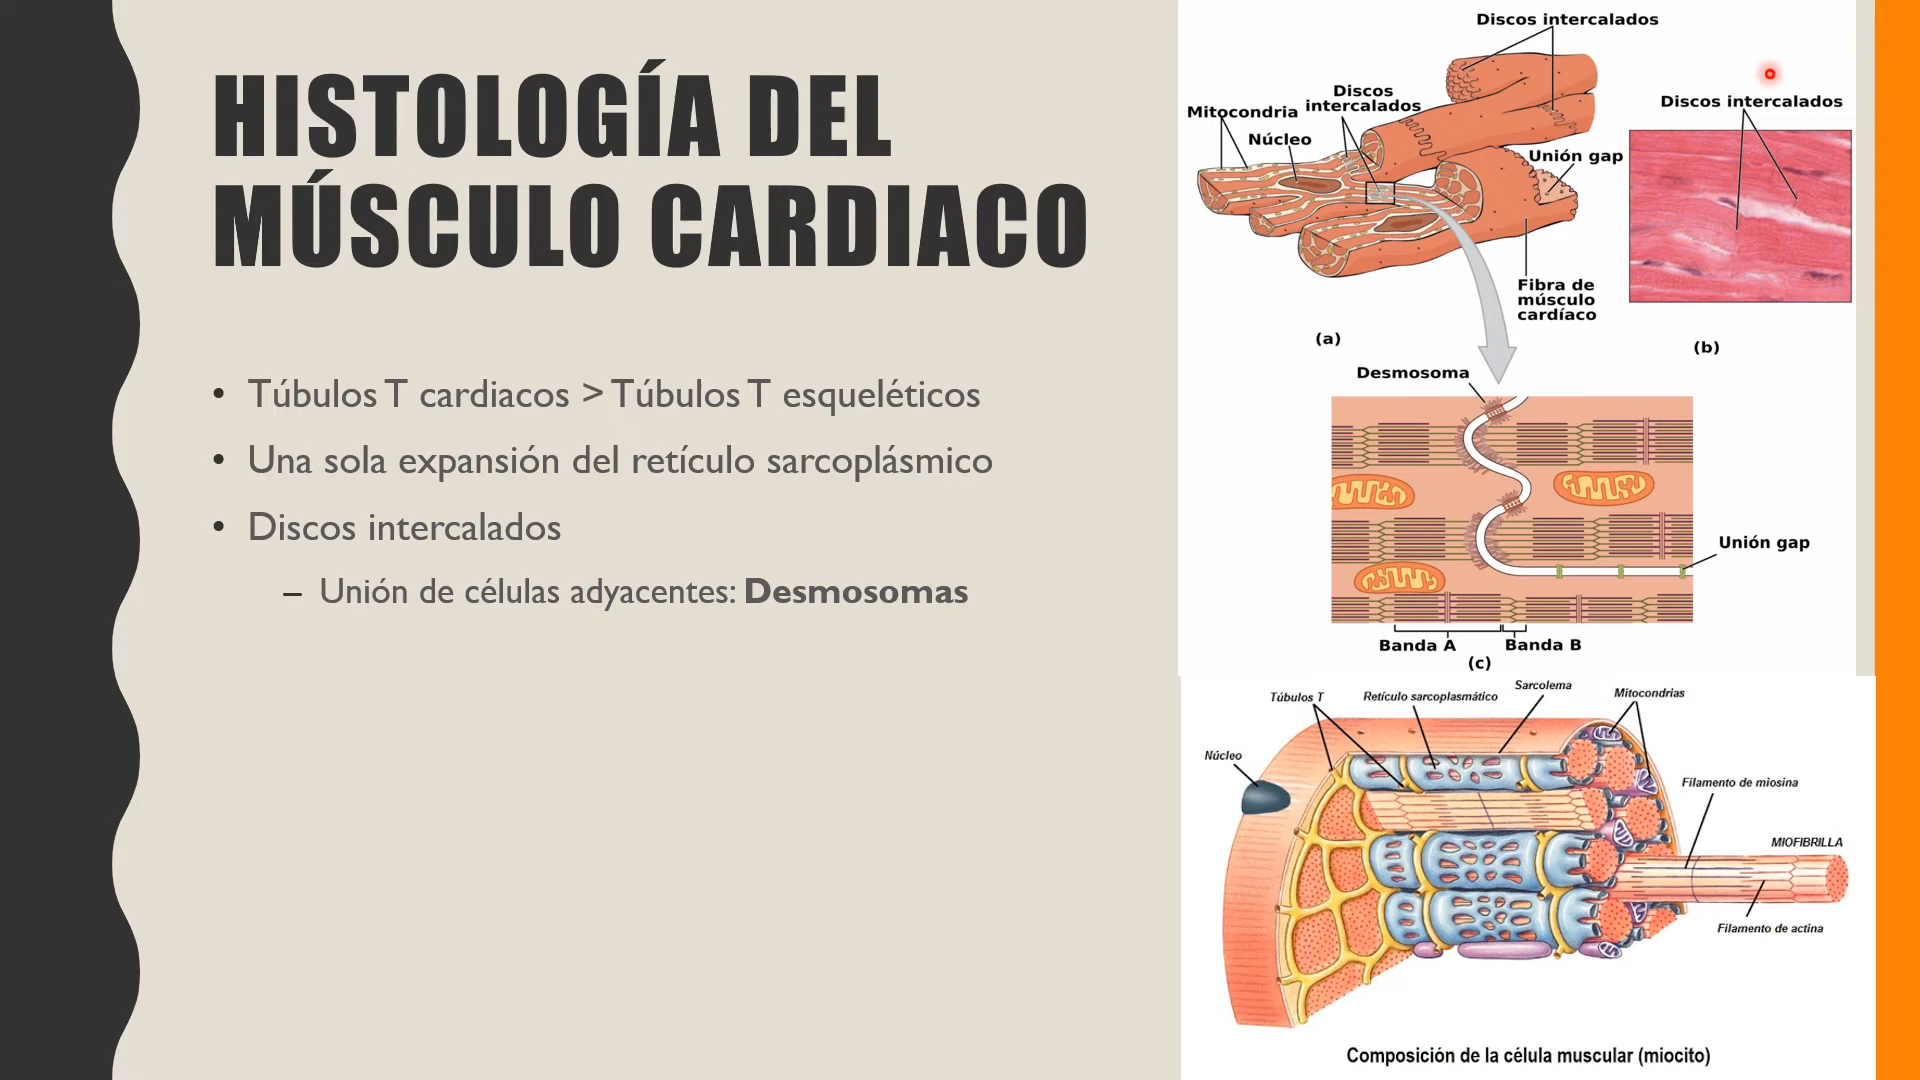 HISTOLOGÍA DEL
MÚSCULO CARDIACO
• Túbulos T cardiacos > Túbulos T esqueléticos
• Una sola expansión del retículo sarcoplásmico
• Discos intercalados
– Unión de células adyacentes: Desmosomas
Discos intercalados
Discos
intercalados
Mitocondria
Núcleo
Unión gap
Fibra de
músculo
cardíaco
(a)
Discos intercalados
(b)
Desmosoma
Unión gap
Banda A
Banda B
(c)
Túbulos T
Retículo sarcoplasmático
Sarcolema
Mitocondrias
Núcleo
Filamento de miosina
MIOFIBRILLA
Filamento de actina
Composición de la célula muscular (miocito)